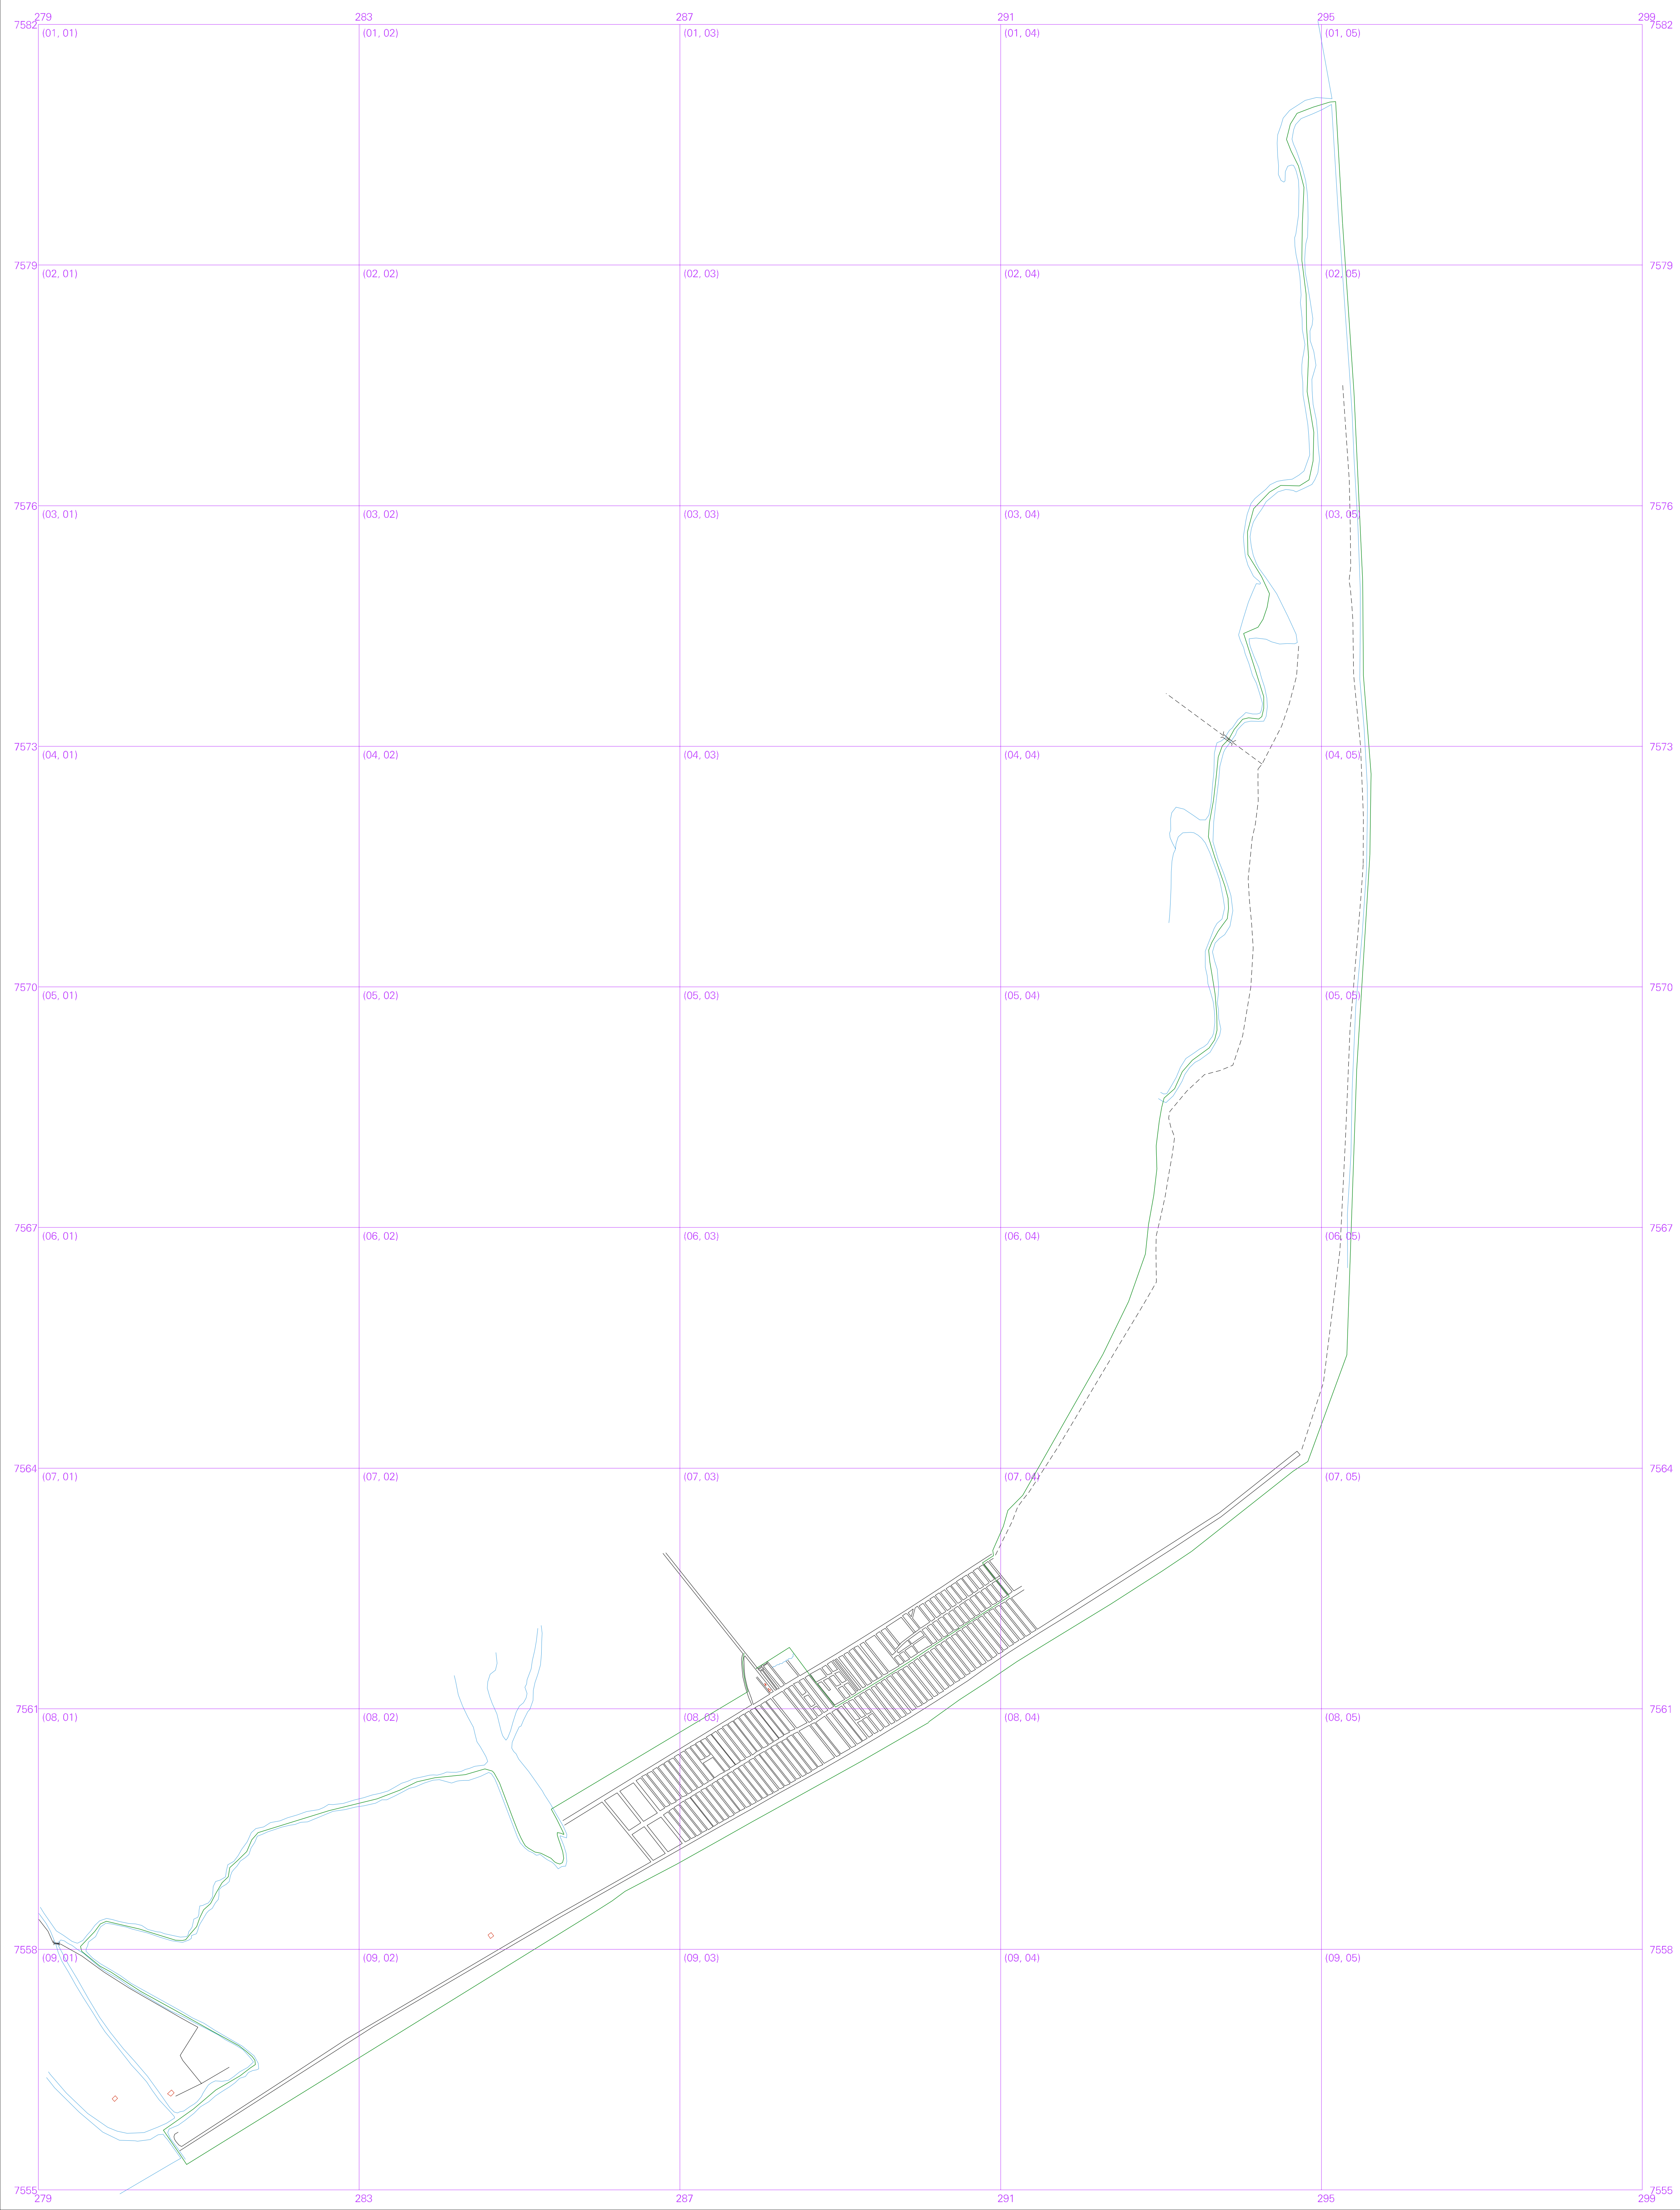 279 283 287 291 295 299
7582 7582
(01, 01) (01, 02) (01, 03) (01, 04) (01, 05)
7579 7579
(02, 01) (02, 02) (02, 03) (02, 04) (02, 05)
7576 7576
(03, 01) (03, 02) (03, 03) (03, 04) (03, 05)
7573 7573
(04, 01) (04, 02) (04, 03) (04, 04) (04, 05)
7570 7570
(05, 01) (05, 02) (05, 03) (05, 04) (05, 05)
7567 7567
(06, 01) (06, 02) (06, 03) (06, 04) (06, 05)
7564 7564
(07, 01) (07, 02) (07, 03) (07, 04) (07, 05)
7561 7561
(08, 01) (08, 02) (08, 03) (08, 04) (08, 05)
7558 7558
(09, 01) (09, 02) (09, 03) (09, 04) (09, 05)
7555 7555
279 283 287 291 295 299